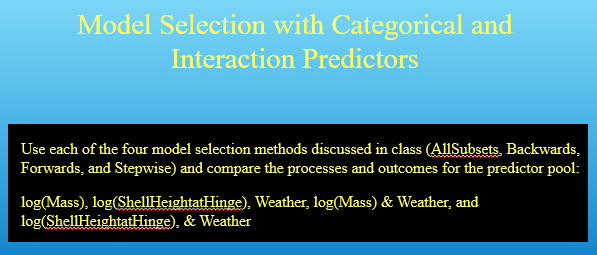 Model Selection with Categorical and
Interaction Predictors
Use each of the four model selection methods discussed in class (AllSubsets, Backwards,
Forwards, and Stepwise) and compare the processes and outcomes for the predictor pool:
log(Mass), log(ShellHeightatHinge), Weather, log(Mass) & Weather, and
log(ShellHeightatHinge), & Weather